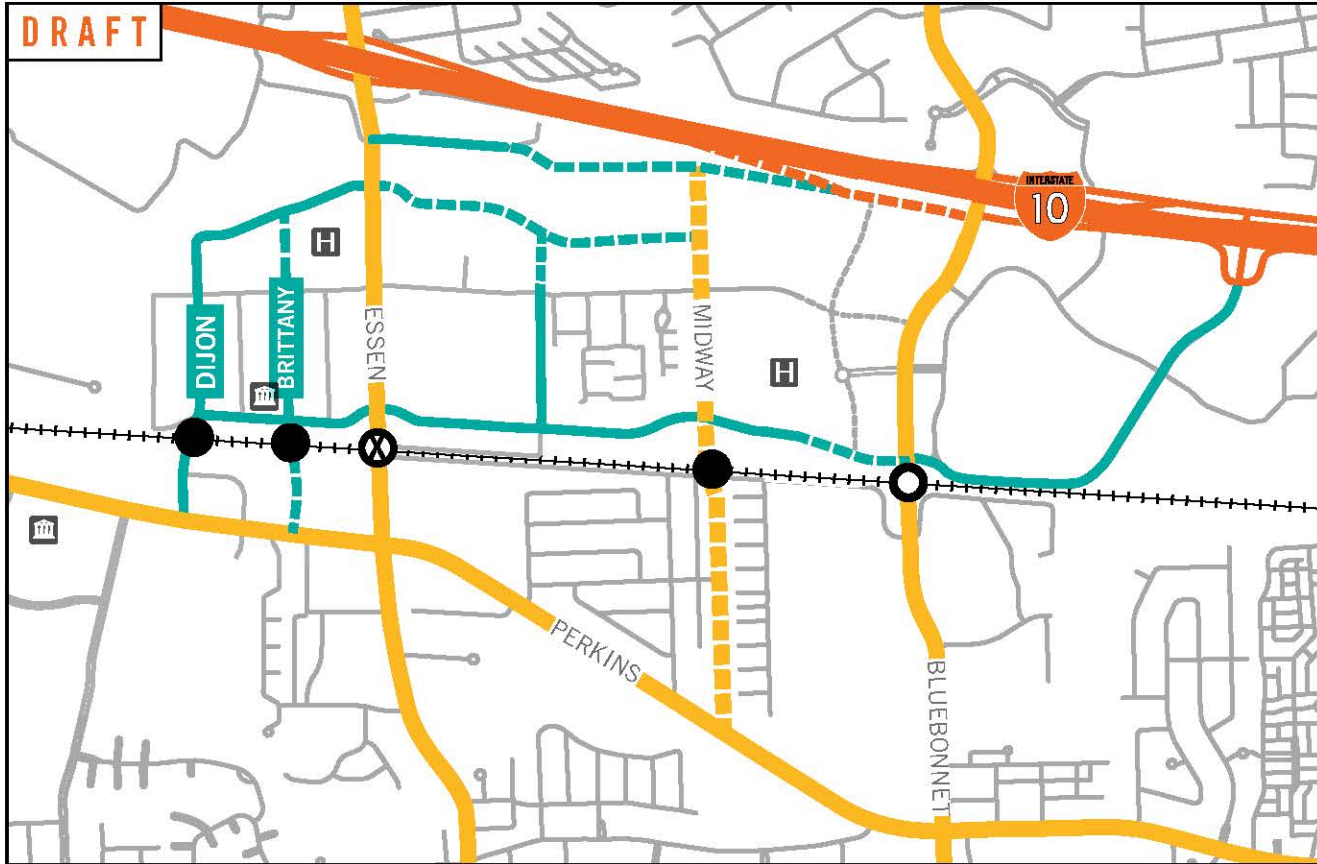 DRAFT
INTERSTATE
10
H
DIJON
BRITTANY
ESSEN
MIDWAY
H
X
PERKINS
BLUEBONNET